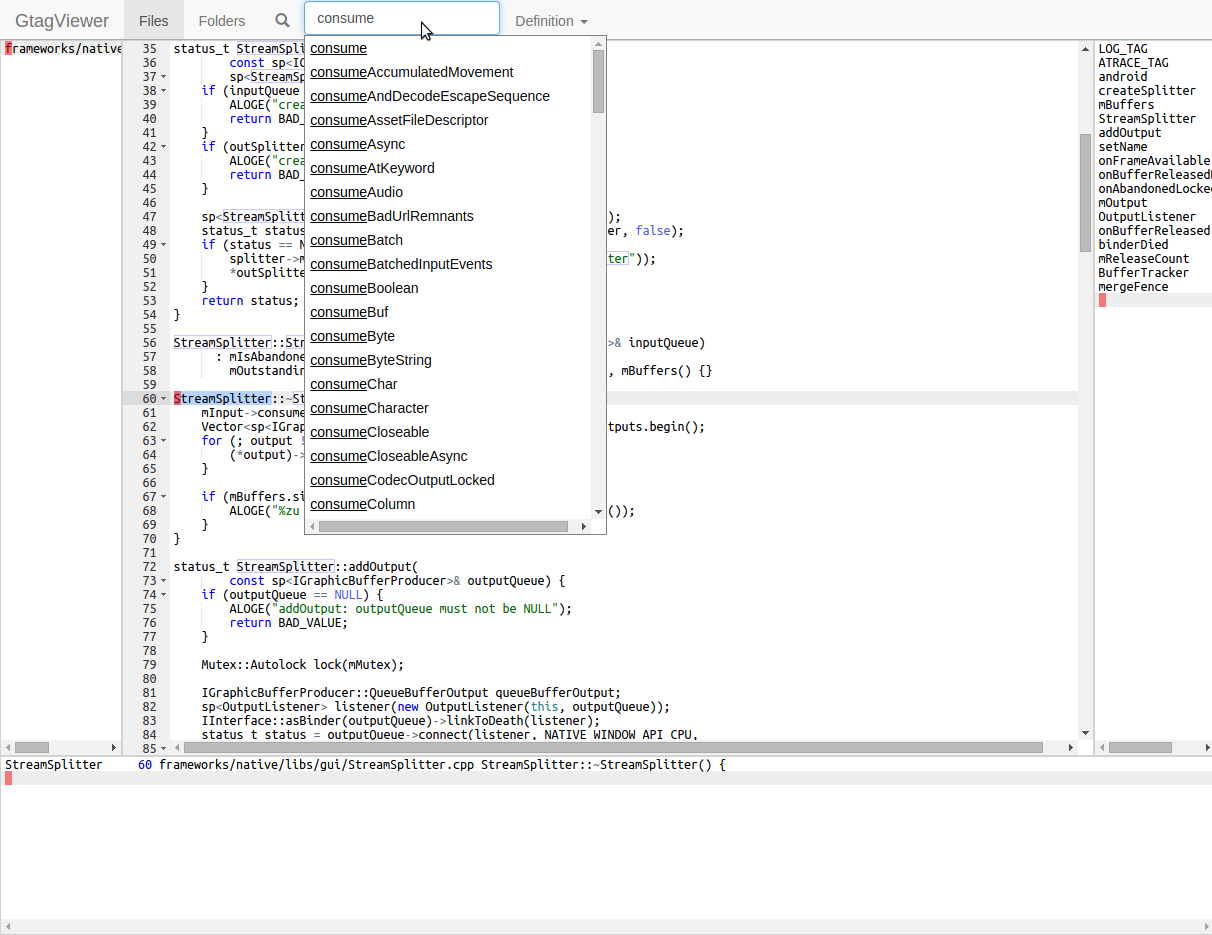 GtagViewer Files Folders consume Definition
frameworks/native
35 status_t StreamSpli
36 const sp<IG
37 sp<StreamSp
38 if (inputQueue
39 ALOGE("crea
40 return BAD_
41 }
42 if (outSplitter
43 ALOGE("crea
44 return BAD_
45 }
46
47 sp<StreamSplitt );
48 status_t status er, false);
49 if (status == N
50 splitter->m ter"));
51 *outSplitte
52 }
53 return status;
54 }
55
56 StreamSplitter::Str >& inputQueue)
57 : mIsAbandone
58 mOutstandin , mBuffers() {}
59
60 StreamSplitter::~St
61 mInput->consume
62 Vector<sp<IGrap tputs.begin();
63 for (; output !
64 (*output)->
65 }
66
67 if (mBuffers.si
68 ALOGE("%zu ());
69 }
70 }
71
72 status_t StreamSplitter::addOutput(
73 const sp<IGraphicBufferProducer>& outputQueue) {
74 if (outputQueue == NULL) {
75 ALOGE("addOutput: outputQueue must not be NULL");
76 return BAD_VALUE;
77 }
78
79 Mutex::Autolock lock(mMutex);
80
81 IGraphicBufferProducer::QueueBufferOutput queueBufferOutput;
82 sp<OutputListener> listener(new OutputListener(this, outputQueue));
83 IInterface::asBinder(outputQueue)->linkToDeath(listener);
84 status_t status = outputQueue->connect(listener, NATIVE_WINDOW_API_CPU,
85
consume
consumeAccumulatedMovement
consumeAndDecodeEscapeSequence
consumeAssetFileDescriptor
consumeAsync
consumeAtKeyword
consumeAudio
consumeBadUrlRemnants
consumeBatch
consumeBatchedInputEvents
consumeBoolean
consumeBuf
consumeByte
consumeByteString
consumeChar
consumeCharacter
consumeCloseable
consumeCloseableAsync
consumeCodecOutputLocked
consumeColumn
LOG_TAG
ATRACE_TAG
android
createSplitter
mBuffers
StreamSplitter
addOutput
setName
onFrameAvailable
onBufferReleased
onAbandonedLocke
mOutput
OutputListener
onBufferReleased
binderDied
mReleaseCount
BufferTracker
mergeFence
StreamSplitter 60 frameworks/native/libs/gui/StreamSplitter.cpp StreamSplitter::~StreamSplitter() {